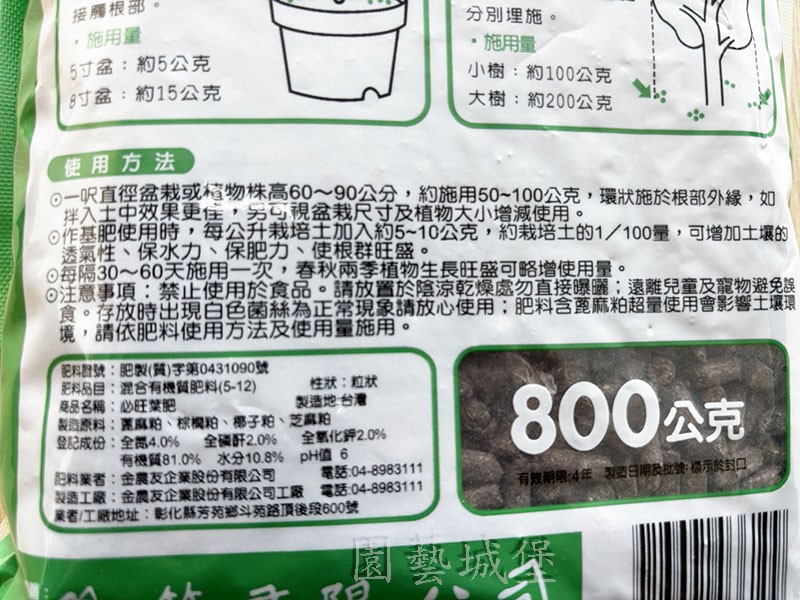 接觸根部。
・施用量
5寸盆：約5公克
8寸盆：約15公克
分別埋施。
・施用量
小樹：約100公克
大樹：約200公克
使用方法
⊙一呎直徑盆栽或植物株高60～90公分，約施用50~100公克，環狀施於根部外緣，如
拌入土中效果更佳，另可視盆栽尺寸及植物大小增減使用。
⊙作基肥使用時，每公升栽培土加入約5~10公克，約栽培土的1／100量，可增加土壤的
透氣性、保水力、保肥力、使根群旺盛。
⊙每隔30～60天施用一次，春秋兩季植物生長旺盛可略增使用量。
⊙注意事項：禁止使用於食品。請放置於陰涼乾燥處勿直接曝曬；遠離兒童及寵物避免誤
食。存放時出現白色菌絲為正常現象請放心使用；肥料含蓖麻粕超量使用會影響土壤環
境，請依肥料使用方法及使用量施用。
肥料證號：肥製(質)字第0431090號
肥料品目：混合有機質肥料(5-12) 性狀：粒狀
商品名稱：必旺葉肥 製造地:台灣
製造原料：蓖麻粕、棕櫚粕、椰子粕、芝麻粕
登記成份：全氮4.0% 全磷酐2.0% 全氧化鉀2.0%
有機質81.0% 水分10.8% pH值 6
肥料業者：金農友企業股份有限公司 電話:04-8983111
製造工廠：金農友企業股份有限公司工廠 電話:04-8983111
業者/工廠地址：彰化縣芳苑鄉斗苑路頂後段600號
800公克
有效期限:4年 製造日期及批號:標示於封口
園藝城堡